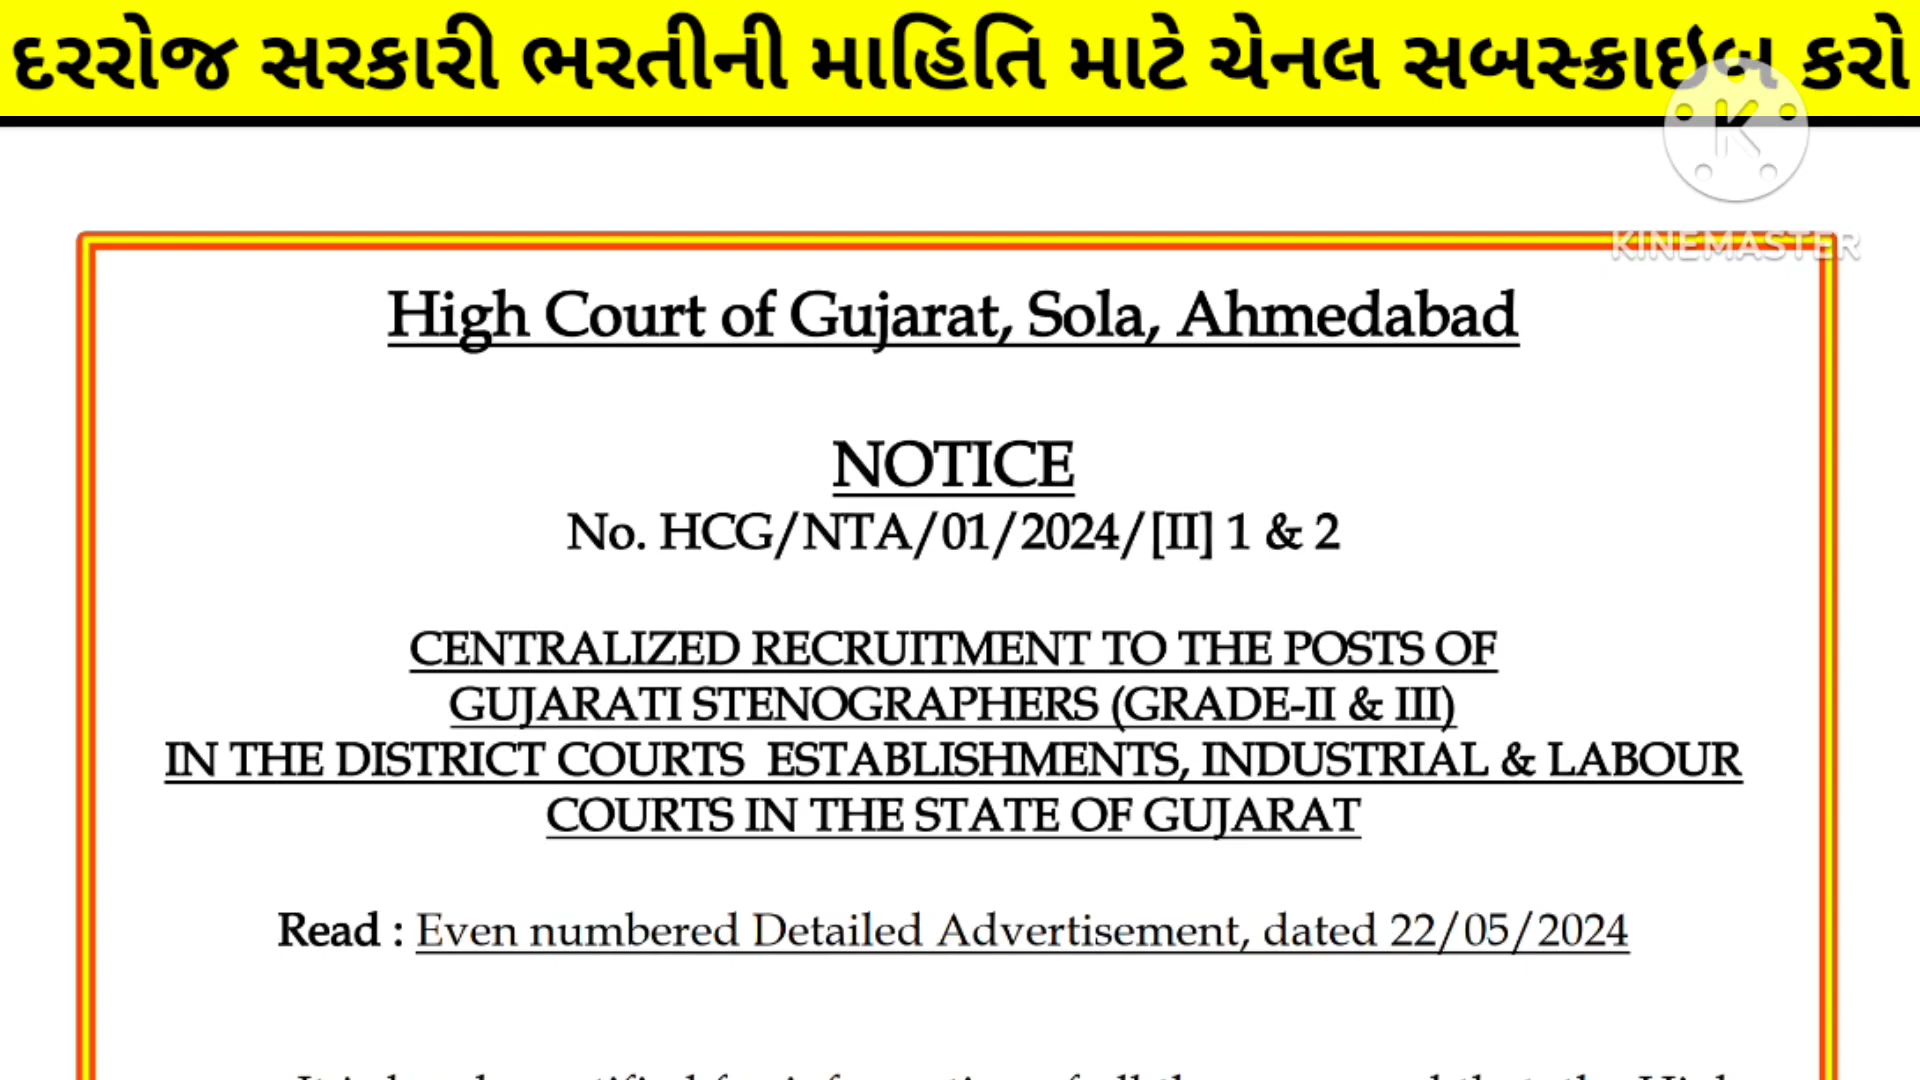 દરરોજ સરકારી ભરતીની માહિતિ માટે ચેનલ સબસ્ક્રાઇબ કરો
K
KINEMASTER
High Court of Gujarat, Sola, Ahmedabad
NOTICE
No. HCG/NTA/01/2024/[II] 1 & 2
CENTRALIZED RECRUITMENT TO THE POSTS OF
GUJARATI STENOGRAPHERS (GRADE-II & III)
IN THE DISTRICT COURTS ESTABLISHMENTS, INDUSTRIAL & LABOUR
COURTS IN THE STATE OF GUJARAT
Read : Even numbered Detailed Advertisement, dated 22/05/2024